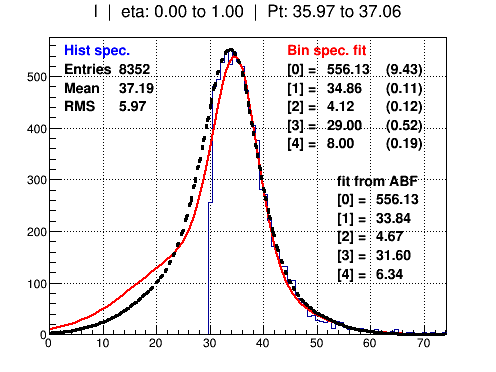 I | eta: 0.00 to 1.00 | Pt: 35.97 to 37.06
Hist spec.
Entries 8352
Mean 37.19
RMS 5.97
Bin spec. fit
[0] = 556.13 (9.43)
[1] = 34.86 (0.11)
[2] = 4.12 (0.12)
[3] = 29.00 (0.52)
[4] = 8.00 (0.19)
fit from ABF
[0] = 556.13
[1] = 33.84
[2] = 4.67
[3] = 31.60
[4] = 6.34
500
400
300
200
100
0
0 10 20 30 40 50 60 70